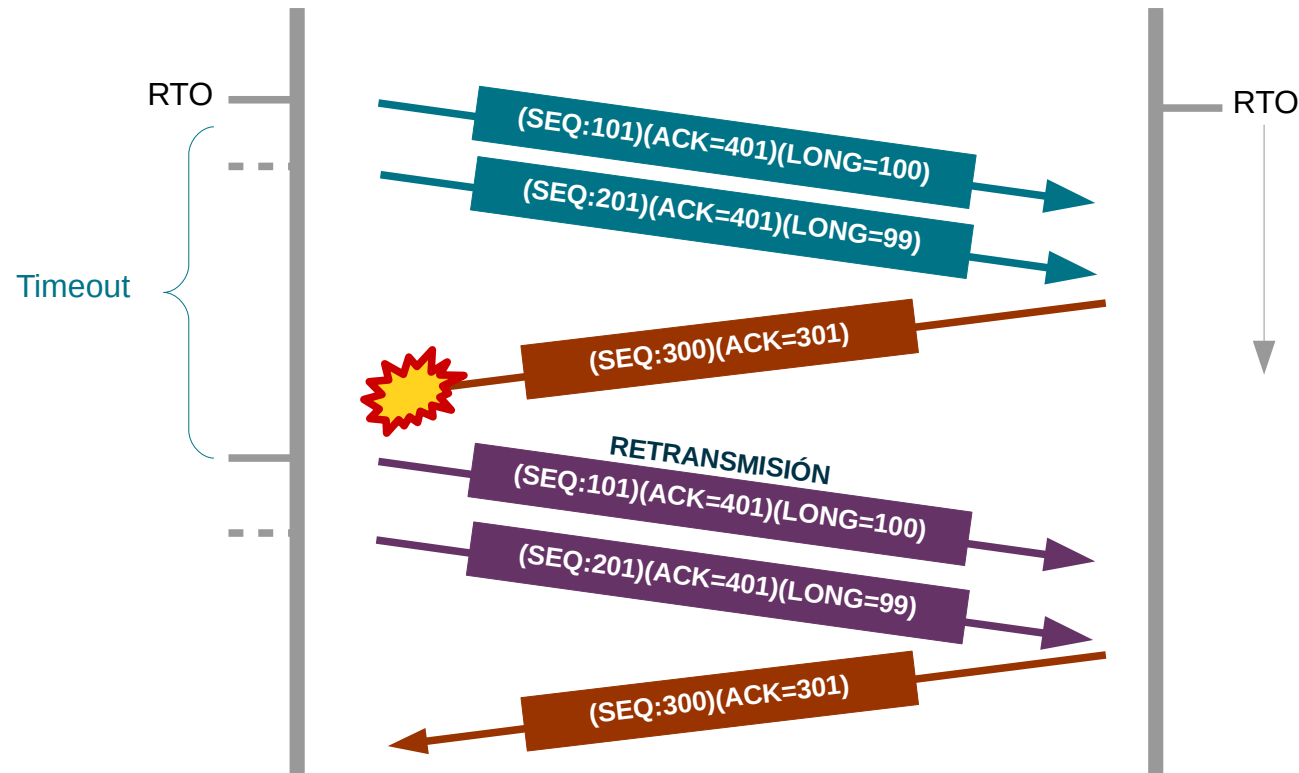 RTO
RTO
(SEQ:101)(ACK=401)(LONG=100)
(SEQ:201)(ACK=401)(LONG=99)
Timeout
(SEQ:300)(ACK=301)
RETRANSMISIÓN
(SEQ:101)(ACK=401)(LONG=100)
(SEQ:201)(ACK=401)(LONG=99)
(SEQ:300)(ACK=301)